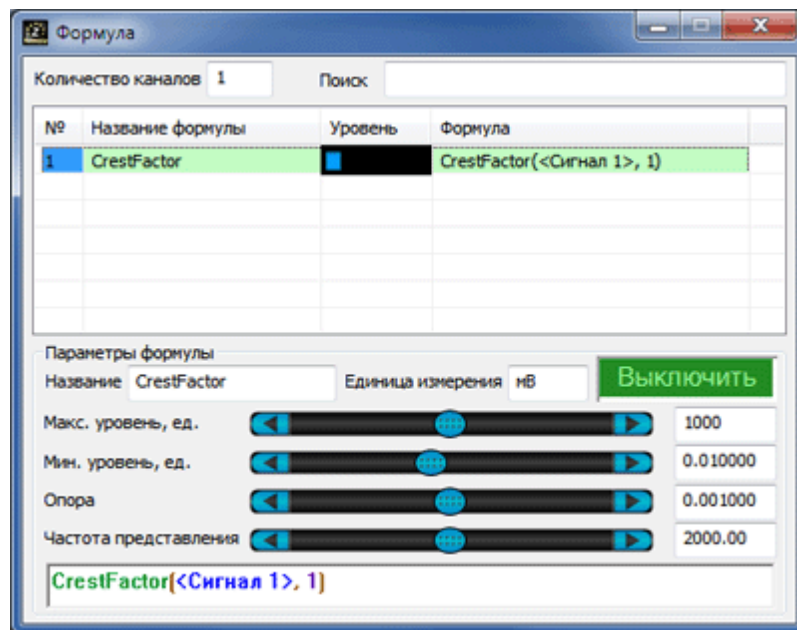 Формула
Количество каналов 1 Поиск
№ Название формулы Уровень Формула
1 CrestFactor CrestFactor(<Сигнал 1>, 1)
Параметры формулы
Название CrestFactor Единица измерения мВ Выключить
Макс. уровень, ед. 1000
Мин. уровень, ед. 0.010000
Опора 0.001000
Частота представления 2000.00
CrestFactor(<Сигнал 1>, 1)